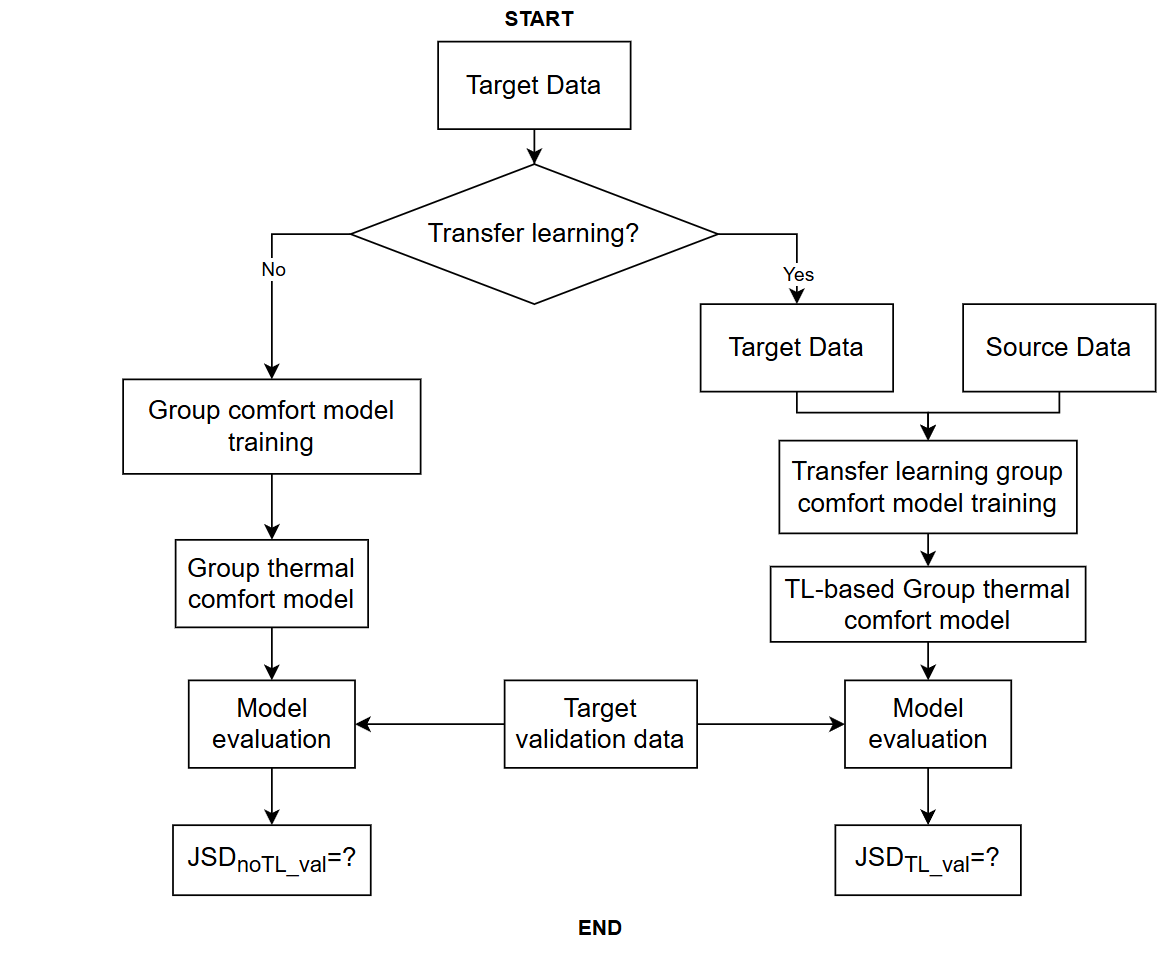 START
Target Data
Transfer learning?
No
Yes
Target Data
Source Data
Group comfort model
training
Transfer learning group
comfort model training
Group thermal
comfort model
TL-based Group thermal
comfort model
Model
evaluation
Target
validation data
Model
evaluation
JSDnoTL_val=?
JSDTL_val=?
END